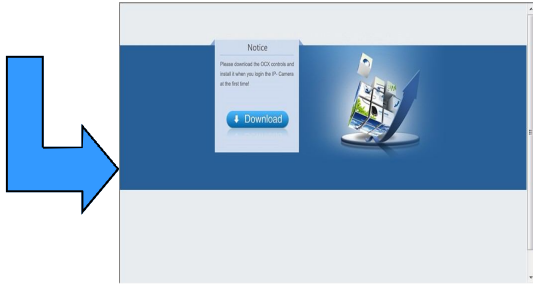 Notice
Please download the OCX controls and
install it when you login the IP- Camera
at the first time!
Download